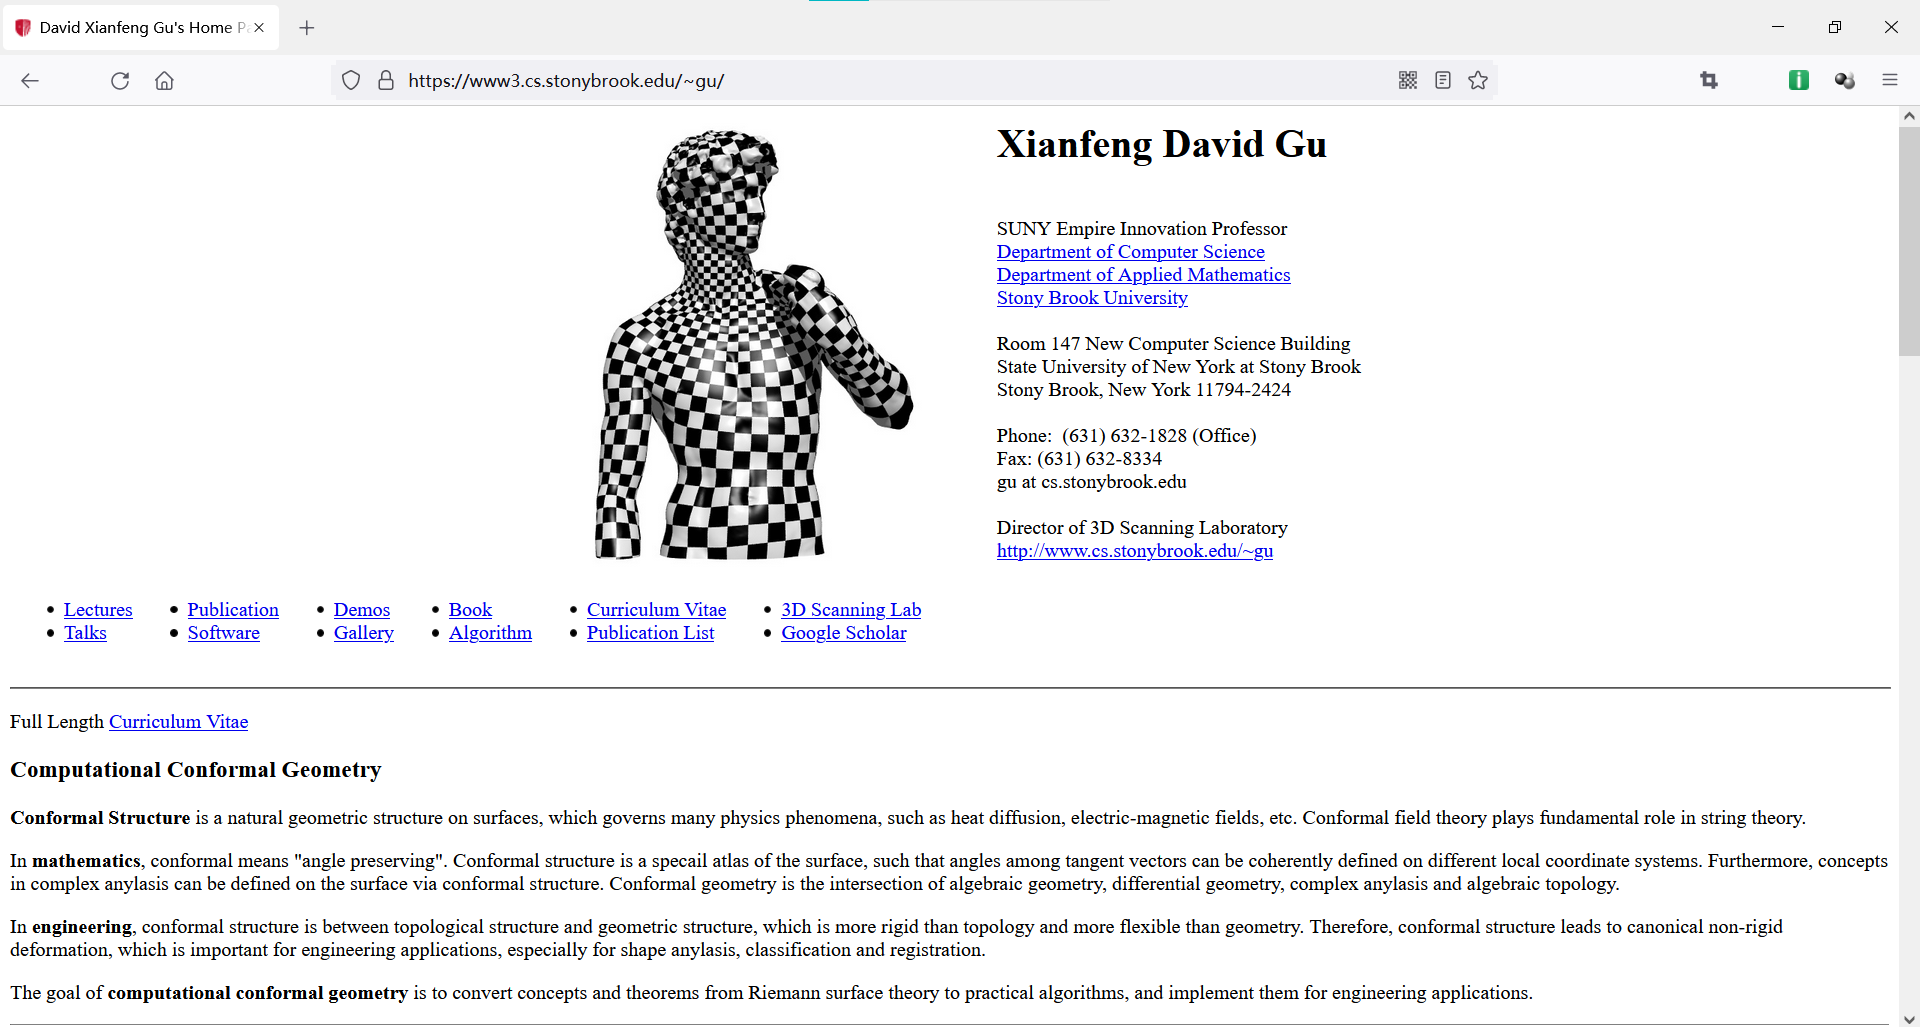 David Xianfeng Gu's Home
https://www3.cs.stonybrook.edu/~gu/
Xianfeng David Gu
SUNY Empire Innovation Professor
Department of Computer Science
Department of Applied Mathematics
Stony Brook University
Room 147 New Computer Science Building
State University of New York at Stony Brook
Stony Brook, New York 11794-2424
Phone:  (631) 632-1828 (Office)
Fax: (631) 632-8334
gu at cs.stonybrook.edu
Director of 3D Scanning Laboratory
http://www.cs.stonybrook.edu/~gu
• Lectures • Publication • Demos • Book • Curriculum Vitae • 3D Scanning Lab
• Talks • Software • Gallery • Algorithm • Publication List • Google Scholar
Full Length Curriculum Vitae
Computational Conformal Geometry
Conformal Structure is a natural geometric structure on surfaces, which governs many physics phenomena, such as heat diffusion, electric-magnetic fields, etc. Conformal field theory plays fundamental role in string theory.
In mathematics, conformal means "angle preserving". Conformal structure is a specail atlas of the surface, such that angles among tangent vectors can be coherently defined on different local coordinate systems. Furthermore, concepts
in complex anylasis can be defined on the surface via conformal structure. Conformal geometry is the intersection of algebraic geometry, differential geometry, complex anylasis and algebraic topology.
In engineering, conformal structure is between topological structure and geometric structure, which is more rigid than topology and more flexible than geometry. Therefore, conformal structure leads to canonical non-rigid
deformation, which is important for engineering applications, especially for shape anylasis, classification and registration.
The goal of computational conformal geometry is to convert concepts and theorems from Riemann surface theory to practical algorithms, and implement them for engineering applications.